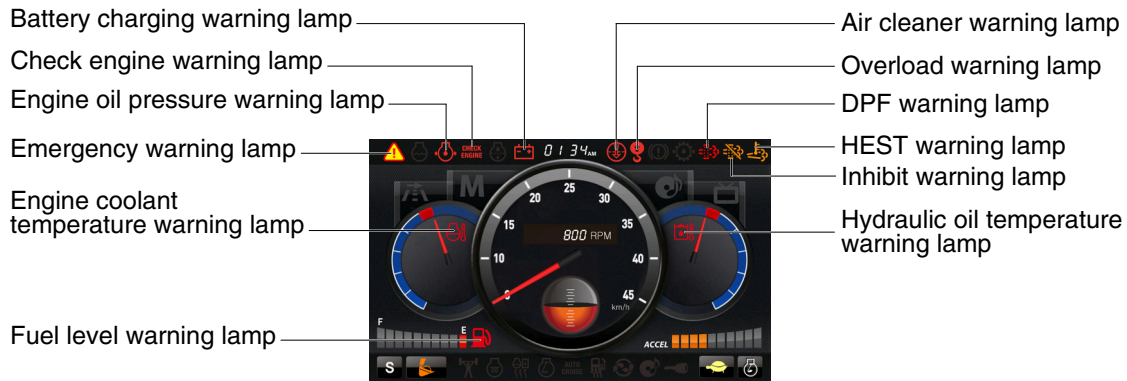 Battery charging warning lamp
Check engine warning lamp
Engine oil pressure warning lamp
Emergency warning lamp
Engine coolant
temperature warning lamp
Fuel level warning lamp
Air cleaner warning lamp
Overload warning lamp
DPF warning lamp
HEST warning lamp
Inhibit warning lamp
Hydraulic oil temperature
warning lamp
CHECK
ENGINE
01:34AM
M
25
20
30
15
35
800 RPM
10
40
0
45
km/h
F
E
ACCEL
S
AUTO
CRUISE